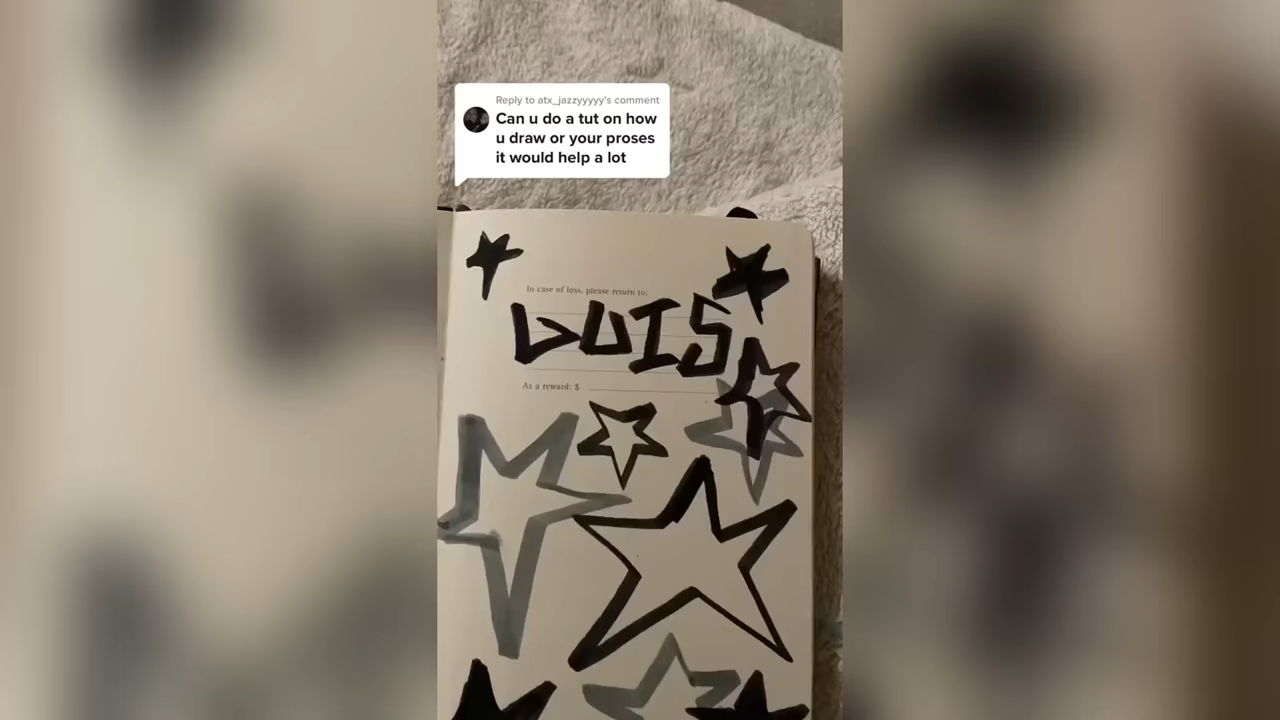 Reply to atx_jazzyyyyy's comment
Can u do a tut on how
u draw or your proses
it would help a lot
In case of loss, please return to:
LUIS
As a reward: $